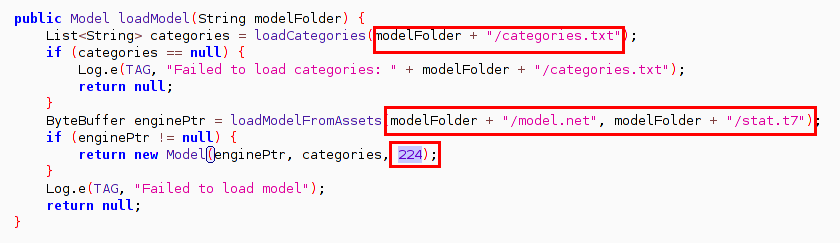 public Model loadModel(String modelFolder) {
    List<String> categories = loadCategories(modelFolder + "/categories.txt");
    if (categories == null) {
        Log.e(TAG, "Failed to load categories: " + modelFolder + "/categories.txt");
        return null;
    }
    ByteBuffer enginePtr = loadModelFromAssets(modelFolder + "/model.net", modelFolder + "/stat.t7");
    if (enginePtr != null) {
        return new Model(enginePtr, categories, 224);
    }
    Log.e(TAG, "Failed to load model");
    return null;
}